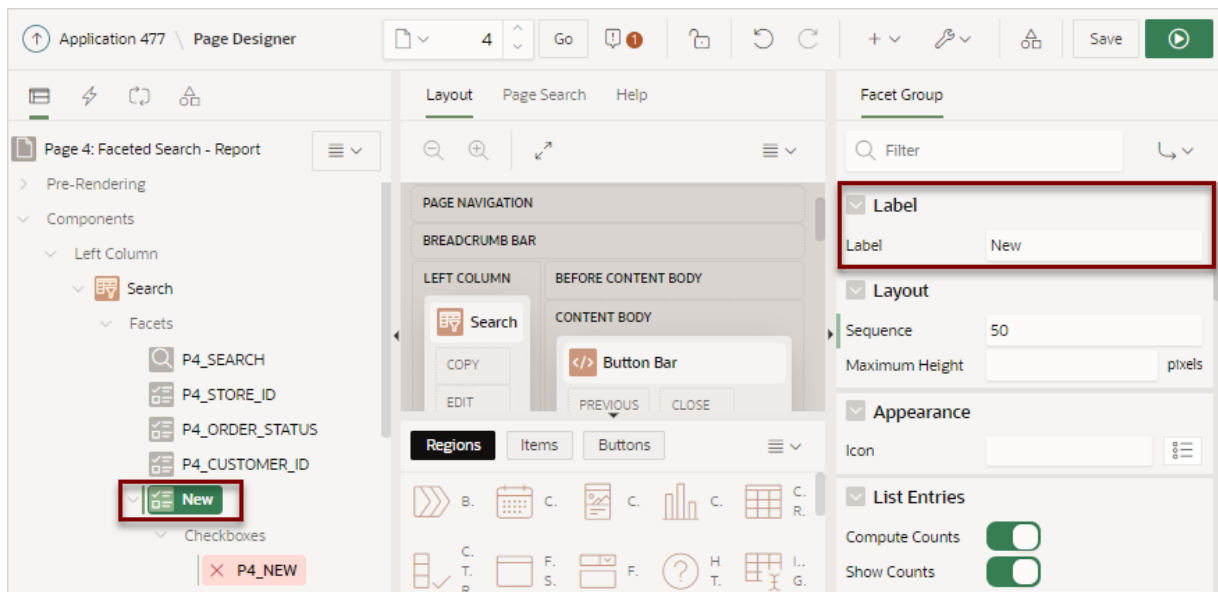 Application 477 \ Page Designer
4
Go
1
Save
Page 4: Faceted Search - Report
Pre-Rendering
Components
Left Column
Search
Facets
P4_SEARCH
P4_STORE_ID
P4_ORDER_STATUS
P4_CUSTOMER_ID
New
Checkboxes
P4_NEW
Layout Page Search Help
PAGE NAVIGATION
BREADCRUMB BAR
LEFT COLUMN
Search
COPY
EDIT
BEFORE CONTENT BODY
CONTENT BODY
</> Button Bar
PREVIOUS CLOSE
Regions Items Buttons
B. C. C. C. C. R.
C. T. R. F. S. F. H. T. I... G.
Facet Group
Filter
Label
Label New
Layout
Sequence 50
Maximum Height pixels
Appearance
Icon
List Entries
Compute Counts
Show Counts